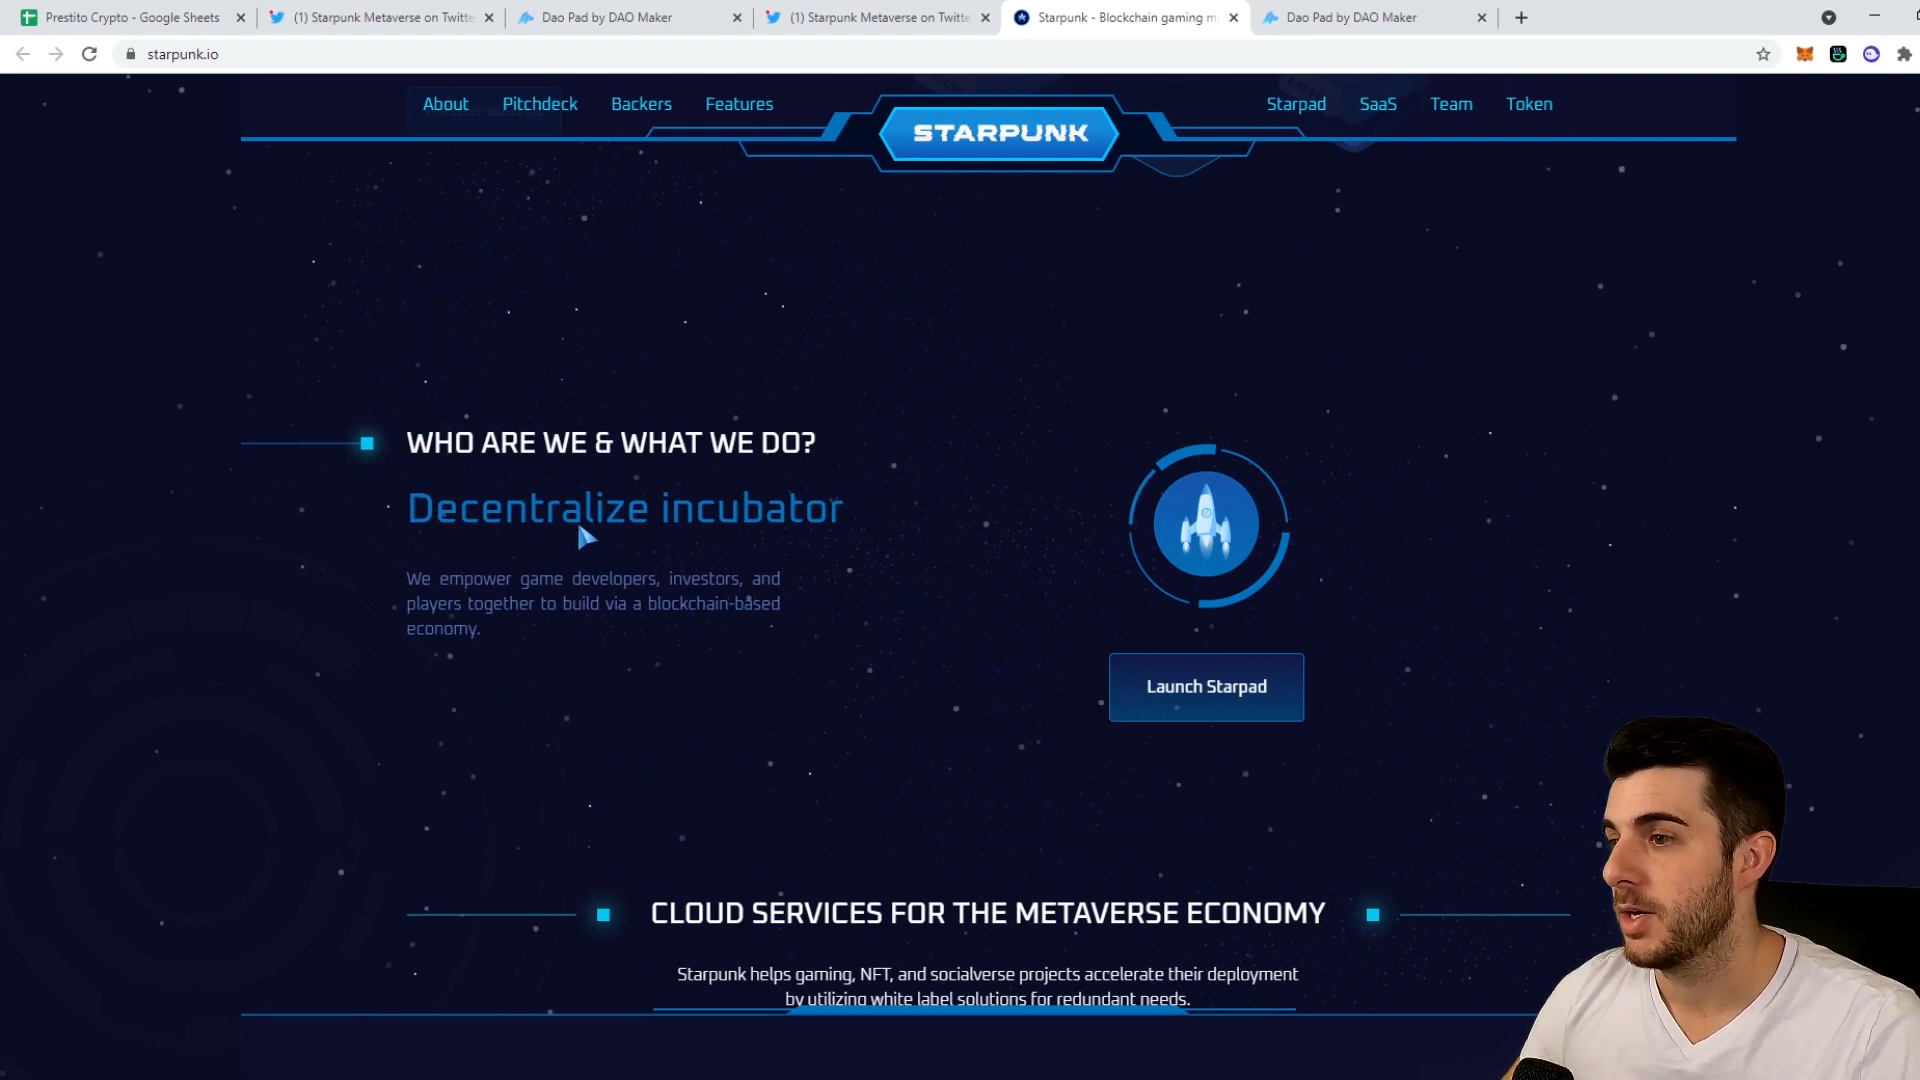 Prestito Crypto - Google Sheets
(1) Starpunk Metaverse on Twitte
Dao Pad by DAO Maker
(1) Starpunk Metaverse on Twitte
Starpunk - Blockchain gaming m
Dao Pad by DAO Maker
starpunk.io
About Pitchdeck Backers Features
STARPUNK
Starpad SaaS Team Token
WHO ARE WE & WHAT WE DO?
Decentralize incubator
We empower game developers, investors, and
players together to build via a blockchain-based
economy.
Launch Starpad
CLOUD SERVICES FOR THE METAVERSE ECONOMY
Starpunk helps gaming, NFT, and socialverse projects accelerate their deployment
by utilizing white label solutions for redundant needs.